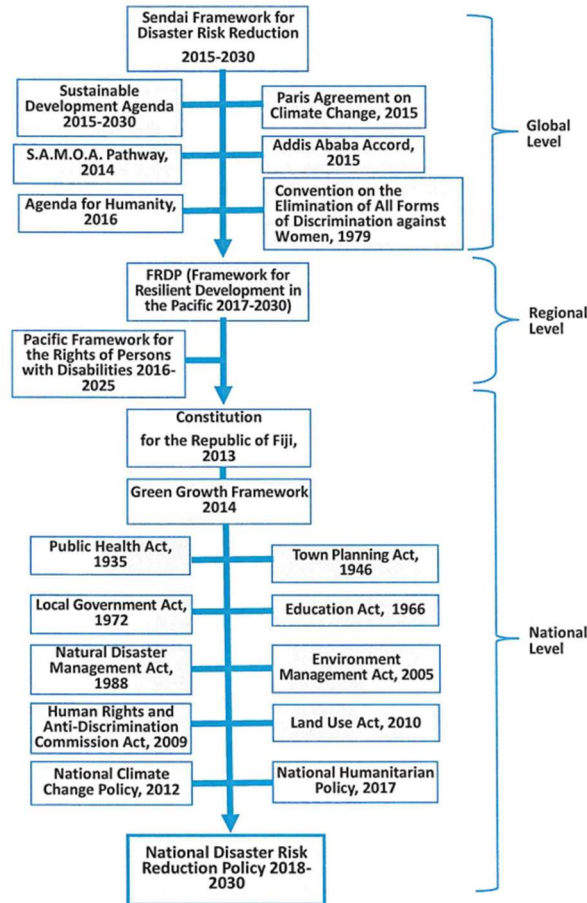 Sendai Framework for
Disaster Risk Reduction
2015-2030
Sustainable
Development Agenda
2015-2030
Paris Agreement on
Climate Change, 2015
S.A.M.O.A. Pathway,
2014
Addis Ababa Accord,
2015
Agenda for Humanity,
2016
Convention on the
Elimination of All Forms
of Discrimination against
Women, 1979
Global
Level
FRDP (Framework for
Resilient Development in
the Pacific 2017-2030)
Regional
Level
Pacific Framework for
the Rights of Persons
with Disabilities 2016-
2025
Constitution
for the Republic of Fiji,
2013
Green Growth Framework
2014
Public Health Act,
1935
Town Planning Act,
1946
Local Government Act,
1972
Education Act, 1966
National
Level
Natural Disaster
Management Act,
1988
Environment
Management Act, 2005
Human Rights and
Anti-Discrimination
Commission Act, 2009
Land Use Act, 2010
National Climate
Change Policy, 2012
National Humanitarian
Policy, 2017
National Disaster Risk
Reduction Policy 2018-
2030